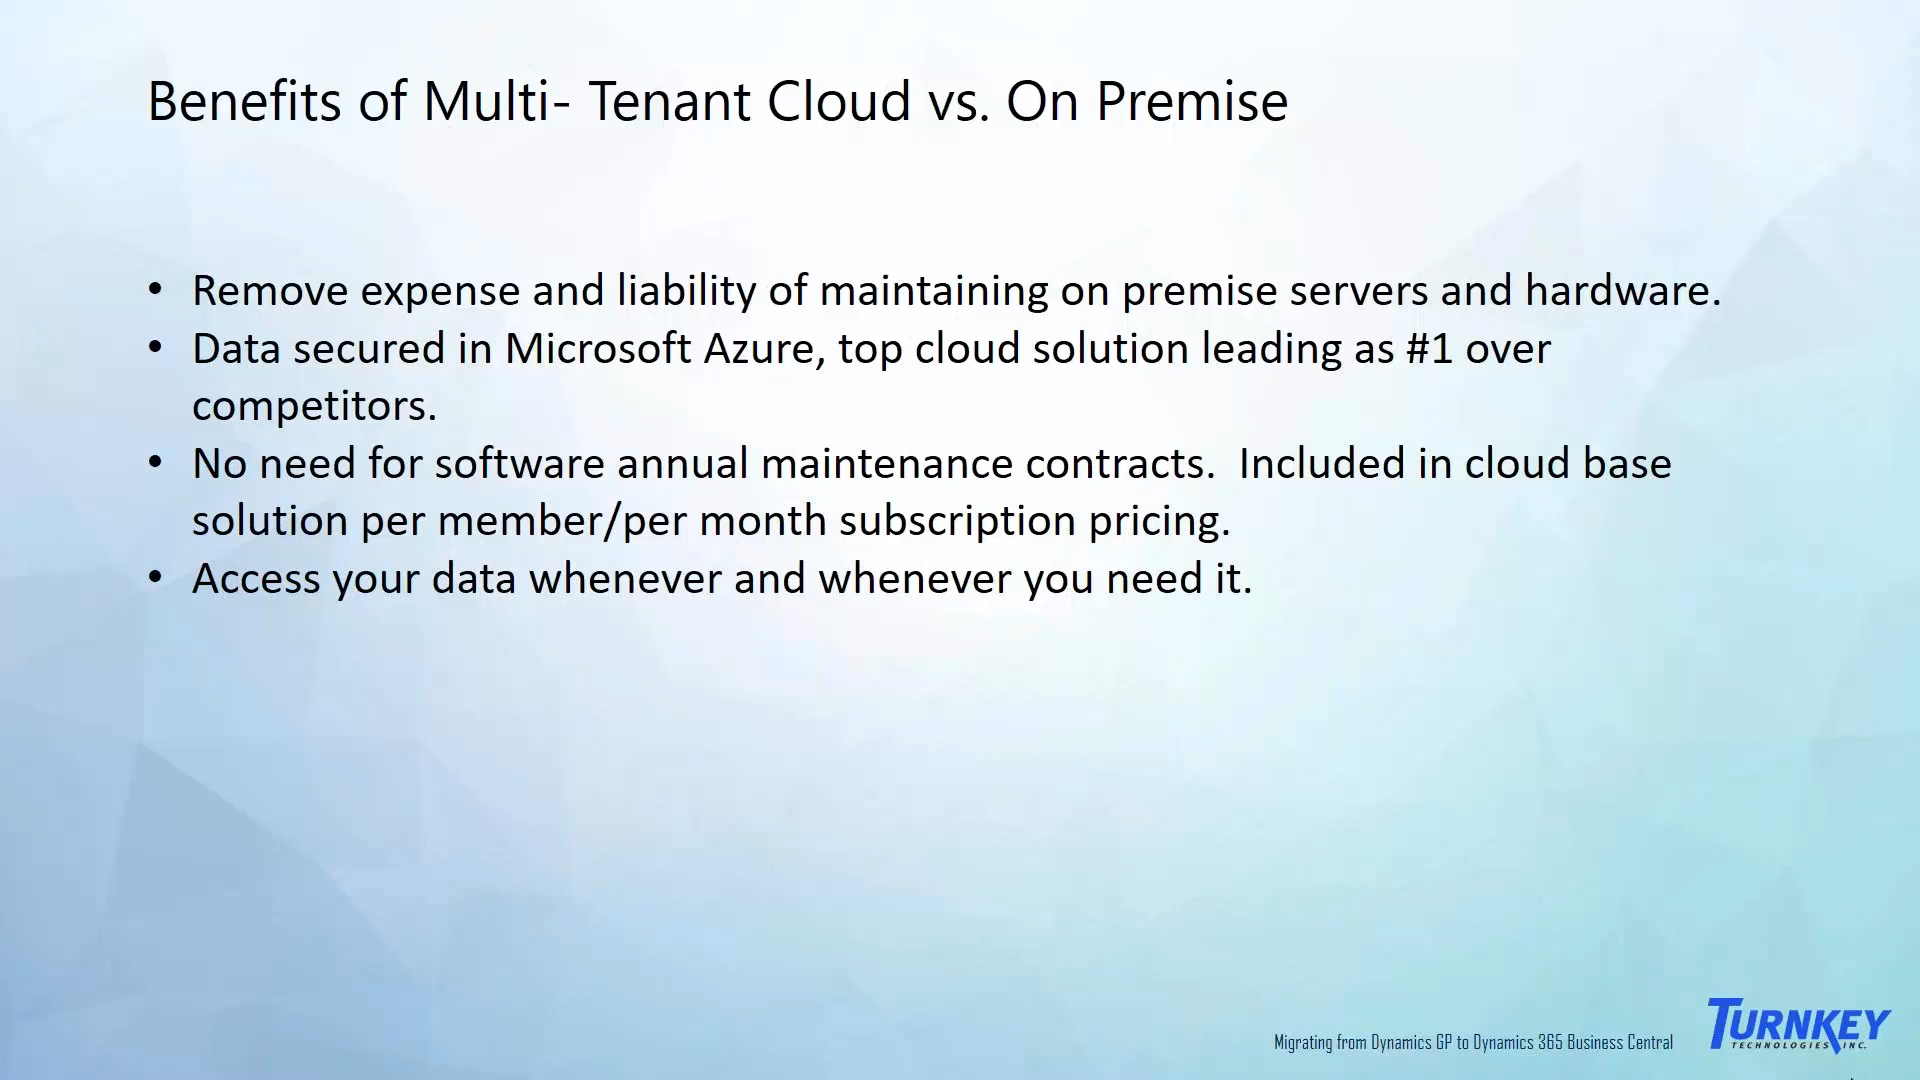 Benefits of Multi- Tenant Cloud vs. On Premise
• Remove expense and liability of maintaining on premise servers and hardware.
• Data secured in Microsoft Azure, top cloud solution leading as #1 over
competitors.
• No need for software annual maintenance contracts.  Included in cloud base
solution per member/per month subscription pricing.
• Access your data whenever and whenever you need it.
Migrating from Dynamics GP to Dynamics 365 Business Central
TURNKEY
TECHNOLOGIES, INC.